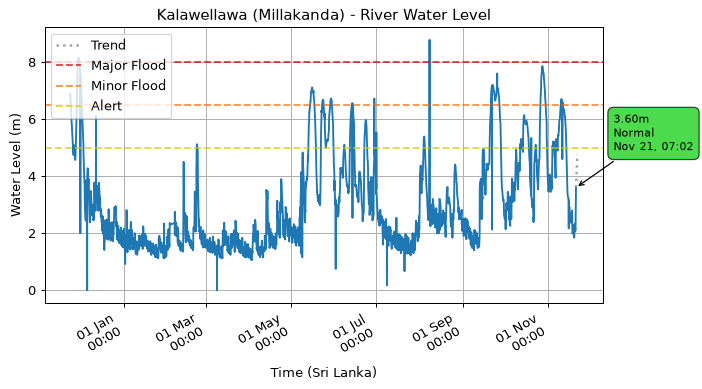 Kalawellawa (Millakanda) - River Water Level
Trend
Major Flood
Minor Flood
Alert
8
6
4
2
0
Water Level (m)
3.60m
Normal
Nov 21, 07:02
01 Jan
00:00
01 Mar
00:00
01 May
00:00
01 Jul
00:00
01 Sep
00:00
01 Nov
00:00
Time (Sri Lanka)